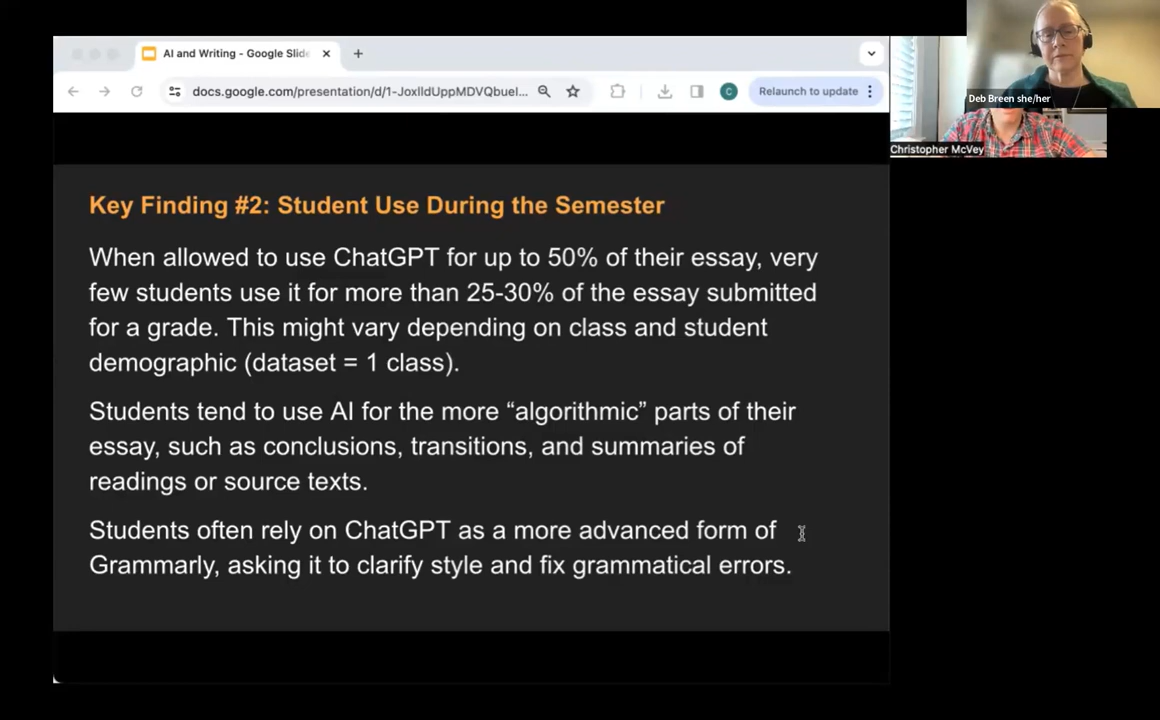 AI and Writing - Google Slide
docs.google.com/presentation/d/1-JoxlldUppMDVQbueI...
C
Relaunch to update
Deb Breen she/her
Christopher McVey
Key Finding #2: Student Use During the Semester
When allowed to use ChatGPT for up to 50% of their essay, very
few students use it for more than 25-30% of the essay submitted
for a grade. This might vary depending on class and student
demographic (dataset = 1 class).
Students tend to use AI for the more “algorithmic” parts of their
essay, such as conclusions, transitions, and summaries of
readings or source texts.
Students often rely on ChatGPT as a more advanced form of
Grammarly, asking it to clarify style and fix grammatical errors.